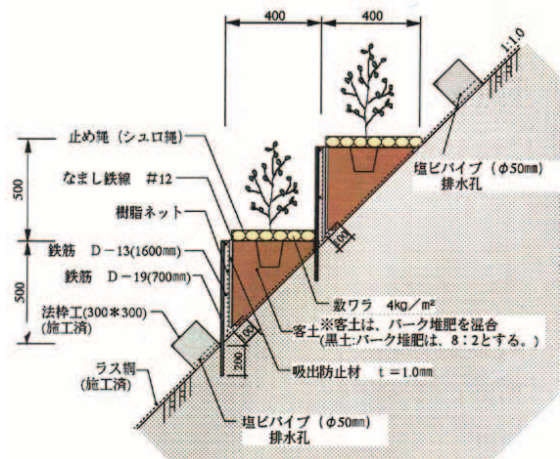 400
400
1:1.0
止め縄（シュロ縄）
なまし鉄線 #12
樹脂ネット
500
500
鉄筋 D−13(1600㎜)
鉄筋 D−19(700㎜)
法枠工(300*300)
(施工済)
ラス網
(施工済)
塩ビパイプ(φ50㎜)
排水孔
100
敷ワラ 4kg／m²
客土
※客土は、バーク堆肥を混合
(黒土:バーク堆肥は、8：2とする。)
100
200
吸出防止材 t＝1.0㎜
塩ビパイプ(φ50㎜)
排水孔